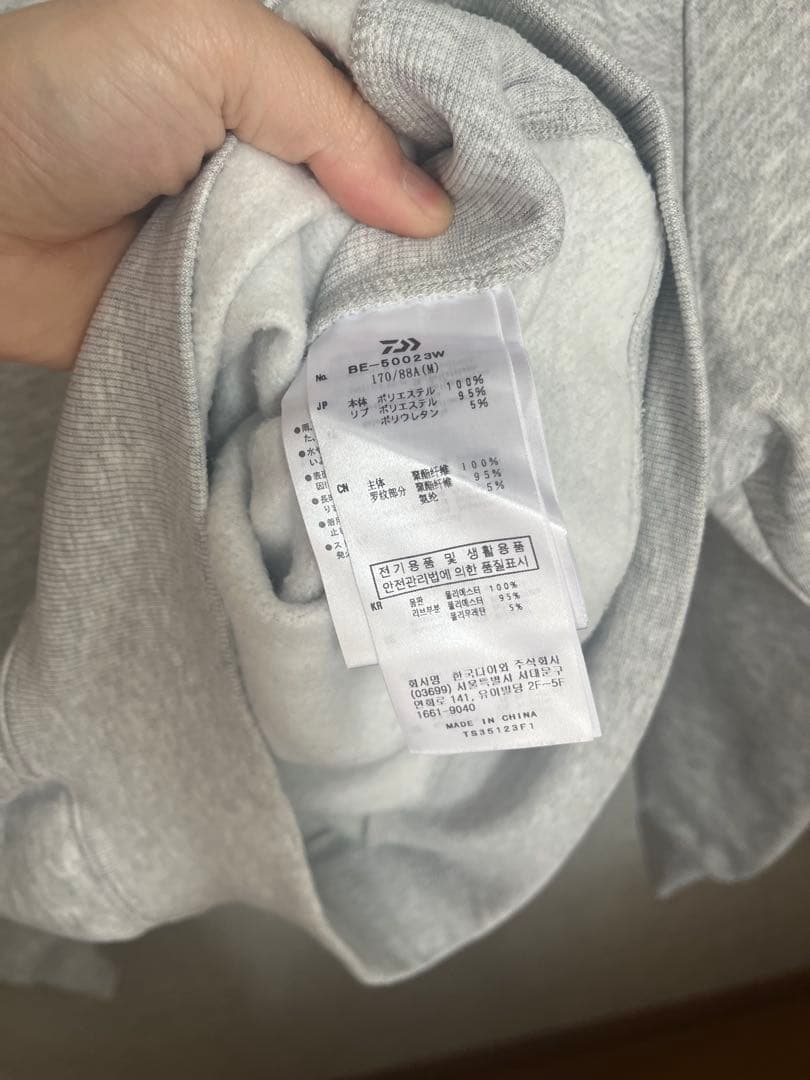 No. BE-50023W
170/88A(M)
JP 本体 ポリエステル 100%
リブ ポリエステル 95%
ポリウレタン 5%
CN 主体 聚酯纤维 100%
罗纹部分 聚酯纤维 95%
氨纶 5%
전기용품 및 생활용품
안전관리법에 의한 품질표시
KR 몸판 폴리에스터 100%
리브부분 폴리에스터 95%
폴리우레탄 5%
회사명 한국다이와 주식회사
(03699) 서울특별시 서대문구
연희로 141, 유이빌딩 2F-5F
1661-9040
MADE IN CHINA
TS35123F1